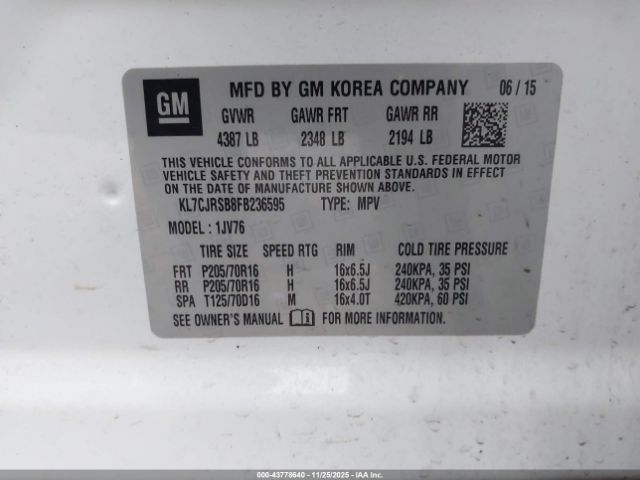 GM
MFD BY GM KOREA COMPANY 06 / 15
GVWR GAWR FRT GAWR RR
4387 LB 2348 LB 2194 LB
THIS VEHICLE CONFORMS TO ALL APPLICABLE U.S. FEDERAL MOTOR
VEHICLE SAFETY AND THEFT PREVENTION STANDARDS IN EFFECT ON
THE DATE OF MANUFACTURE SHOWN ABOVE.
KL7CJRSB8FB236595 TYPE: MPV
MODEL : 1JV76
TIRE SIZE SPEED RTG RIM COLD TIRE PRESSURE
FRT P205/70R16 H 16x6.5J 240KPA, 35 PSI
RR P205/70R16 H 16x6.5J 240KPA, 35 PSI
SPA T125/70D16 M 16x4.0T 420KPA, 60 PSI
SEE OWNER'S MANUAL FOR MORE INFORMATION.
000-43778640 - 11/25/2025 - IAA Holdings, LLC.